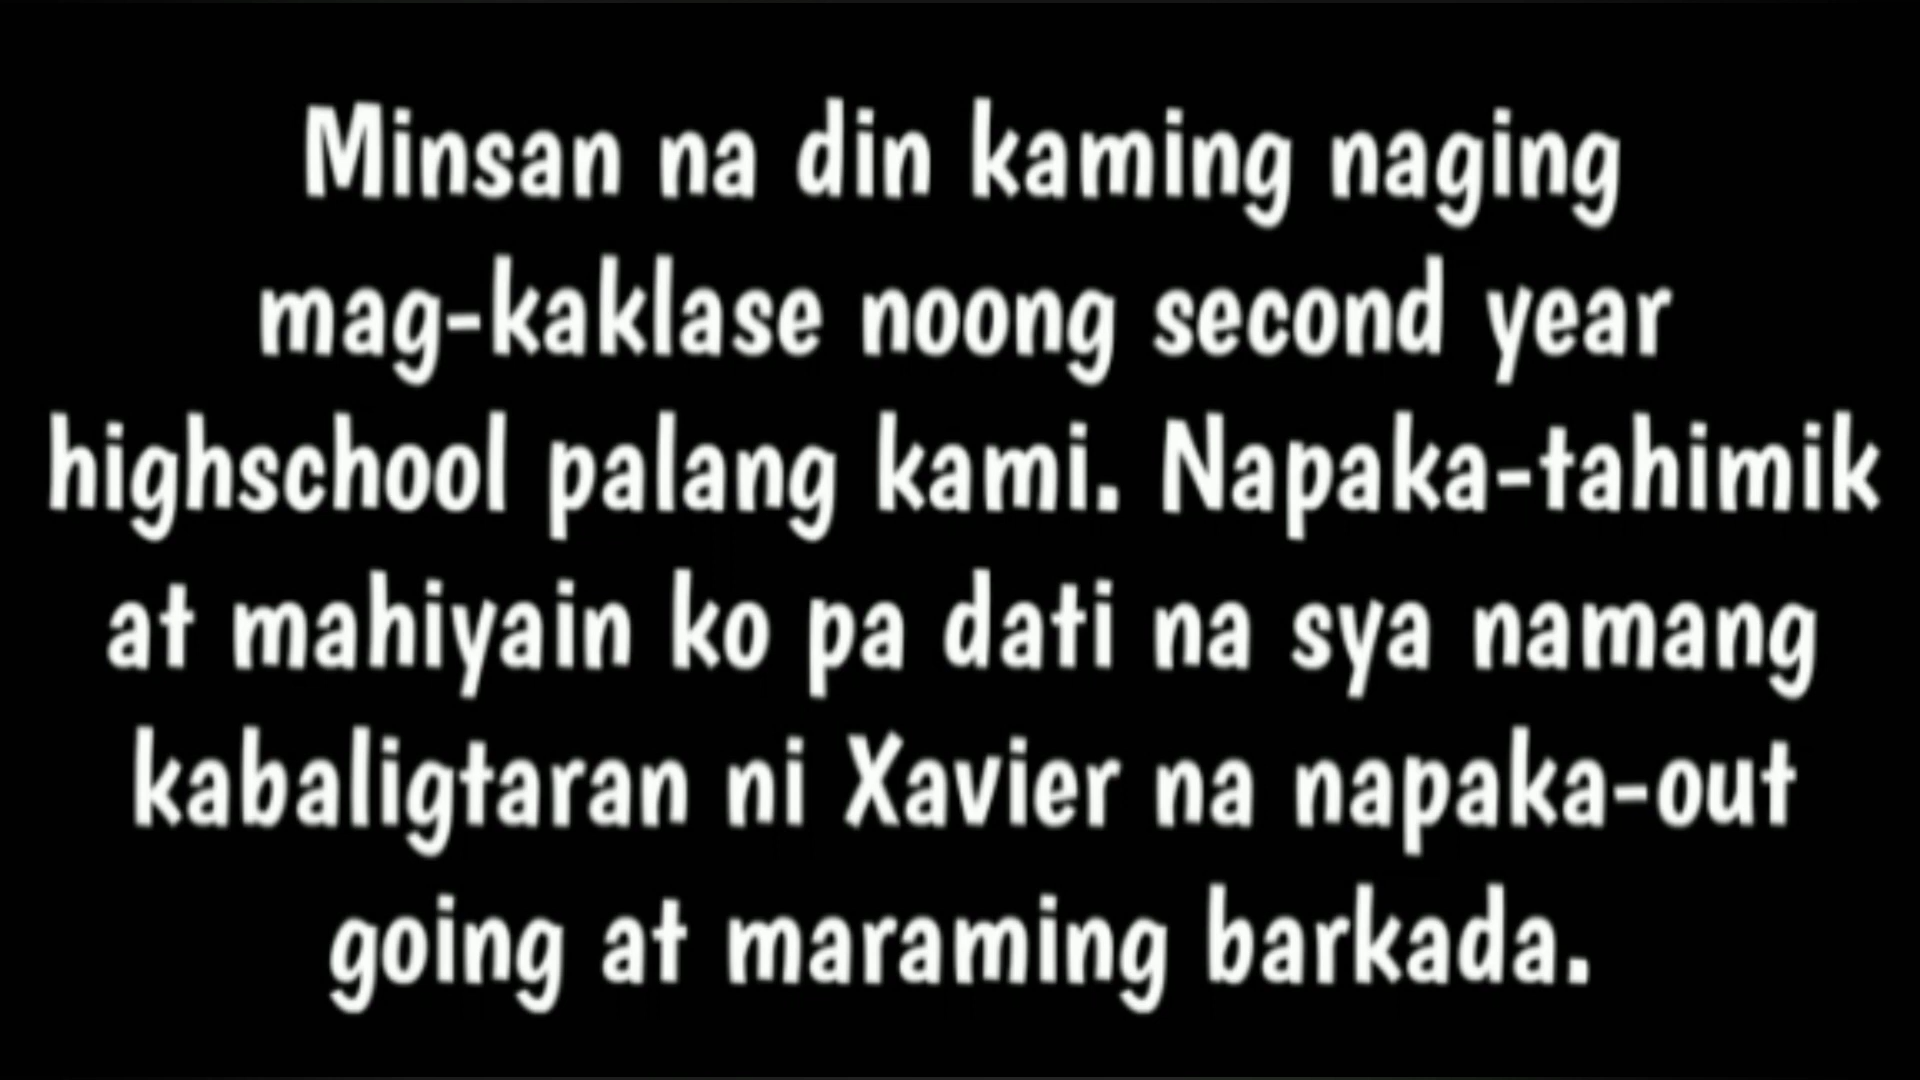 Minsan na din kaming naging
mag-kaklase noong second year
highschool palang kami. Napaka-tahimik
at mahiyain ko pa dati na sya namang
kabaligtaran ni Xavier na napaka-out
going at maraming barkada.